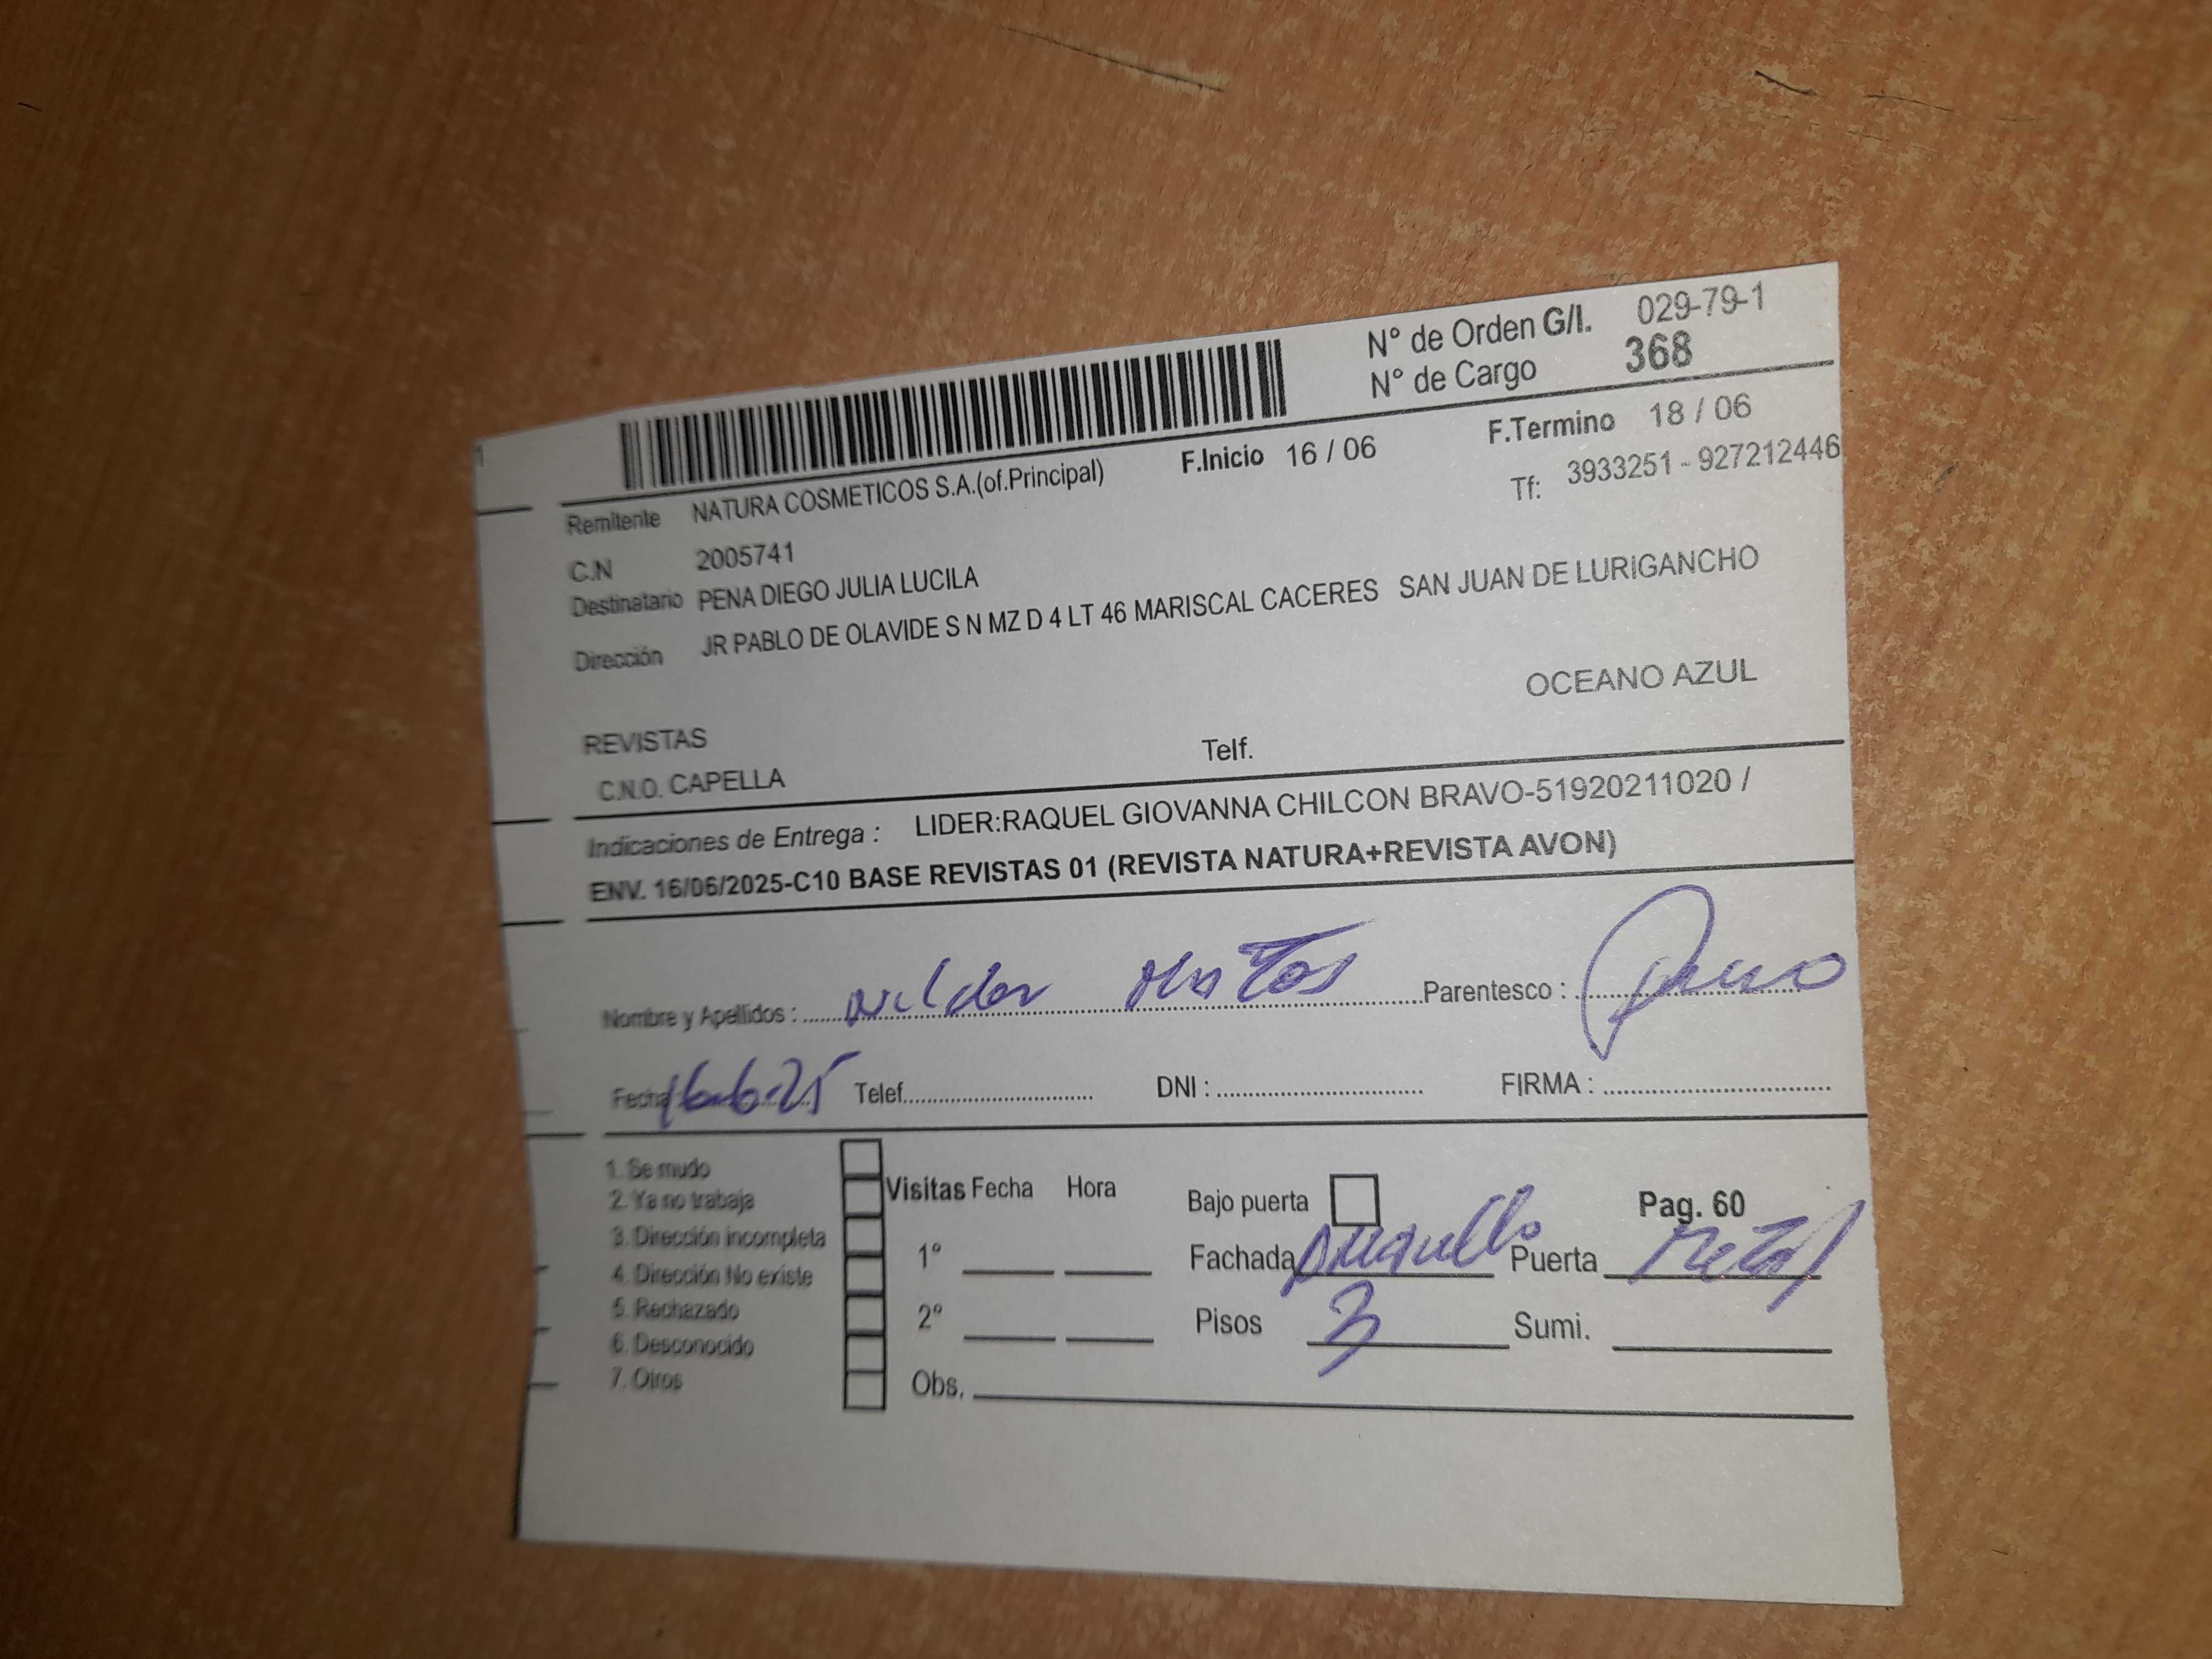 N° de Orden G/I. 029-79-1
N° de Cargo 368
F.Inicio 16 / 06 F.Termino 18 / 06
Remitente NATURA COSMETICOS S.A.(of.Principal) Tf: 3933251 - 927212446
C.N 2005741
Destinatario PENA DIEGO JULIA LUCILA
Dirección JR PABLO DE OLAVIDE S N MZ D 4 LT 46 MARISCAL CACERES SAN JUAN DE LURIGANCHO
OCEANO AZUL
REVISTAS
C.N.O. CAPELLA Telf.
Indicaciones de Entrega : LIDER:RAQUEL GIOVANNA CHILCON BRAVO-51920211020 /
ENV. 16/06/2025-C10 BASE REVISTAS 01 (REVISTA NATURA+REVISTA AVON)
Nombre y Apellidos : wilder Matos Parentesco :
Fecha 16-6-25 Telef. DNI : FIRMA :
1. Se mudo
2. Ya no trabaja
3. Dirección incompleta
4. Dirección No existe
5. Rechazado
6. Desconocido
7. Otros
Visitas Fecha Hora
1°
2°
Obs.
Bajo puerta Pag. 60
Fachada Amarillo Puerta Metal
Pisos 3 Sumi.